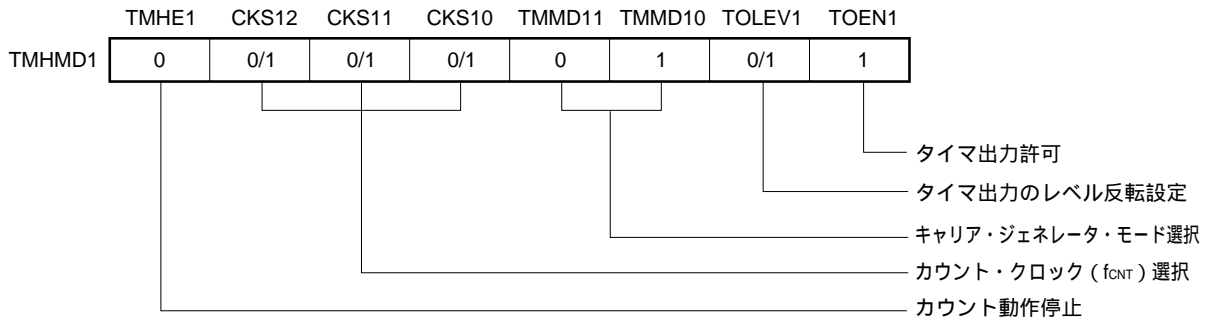 TMHE1 CKS12 CKS11 CKS10 TMMD11 TMMD10 TOLEV1 TOEN1
TMHMD1 0 0/1 0/1 0/1 0 1 0/1 1
タイマ出力許可
タイマ出力のレベル反転設定
キャリア・ジェネレータ・モード選択
カウント・クロック（fCNT）選択
カウント動作停止